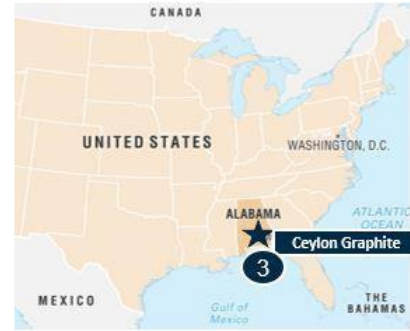 CANADA
UNITED STATES
WASHINGTON, D.C.
ALABAMA
ATLANTIC
OCEAN
Ceylon Graphite
3
MEXICO
Gulf of
Mexico
THE
BAHAMAS